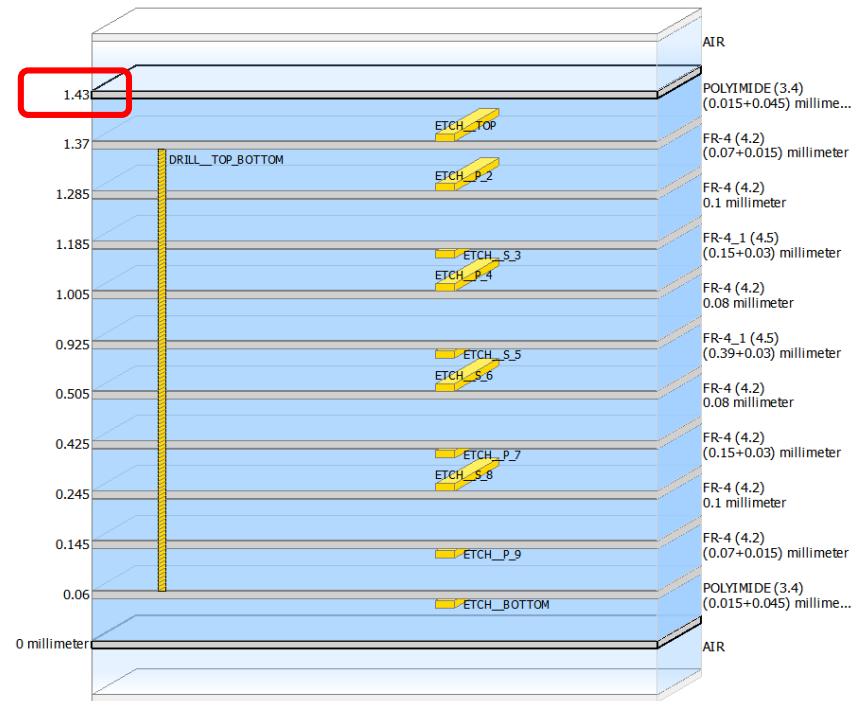 AIR
1.43
POLYIMIDE (3.4)
(0.015+0.045) millime...
ETCH__TOP
1.37
FR-4 (4.2)
(0.07+0.015) millimeter
DRILL__TOP_BOTTOM
ETCH__P_2
1.285
FR-4 (4.2)
0.1 millimeter
1.185
FR-4_1 (4.5)
(0.15+0.03) millimeter
ETCH__S_3
ETCH__P_4
1.005
FR-4 (4.2)
0.08 millimeter
0.925
FR-4_1 (4.5)
(0.39+0.03) millimeter
ETCH__S_5
ETCH__S_6
0.505
FR-4 (4.2)
0.08 millimeter
0.425
FR-4 (4.2)
(0.15+0.03) millimeter
ETCH__P_7
ETCH__S_8
0.245
FR-4 (4.2)
0.1 millimeter
0.145
FR-4 (4.2)
(0.07+0.015) millimeter
ETCH__P_9
0.06
POLYIMIDE (3.4)
(0.015+0.045) millime...
ETCH__BOTTOM
0 millimeter
AIR